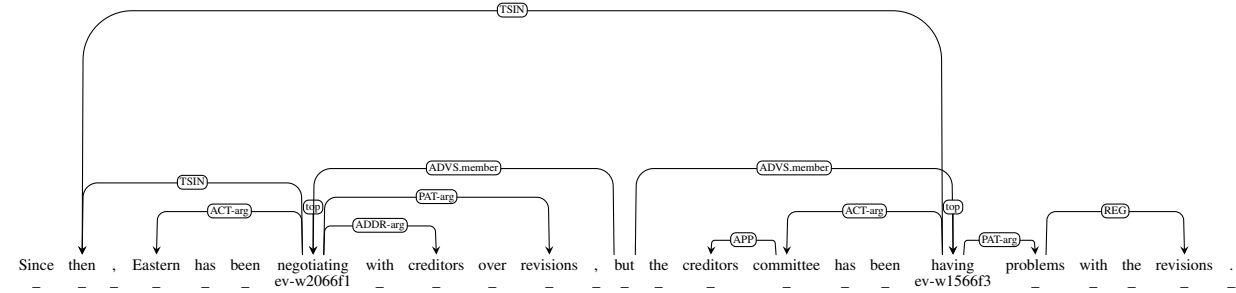 TSIN
ADVS.member ADVS.member
TSIN
PAT-arg
ACT-arg top ACT-arg top REG
ADDR-arg
APP PAT-arg
Since then , Eastern has been negotiating with creditors over revisions , but the creditors committee has been having problems with the revisions .
_ _ _ _ _ _ ev-w2066f1 _ _ _ _ _ _ _ _ _ _ _ ev-w1566f3 _ _ _ _ _